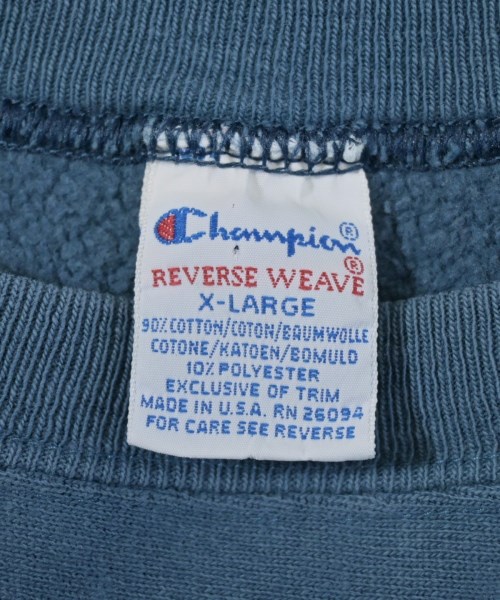 Champion®
REVERSE WEAVE®
X-LARGE
90% COTTON/COTON/BAUMWOLLE
COTONE/KATOEN/BOMULD
10% POLYESTER
EXCLUSIVE OF TRIM
MADE IN U.S.A. RN 26094
FOR CARE SEE REVERSE